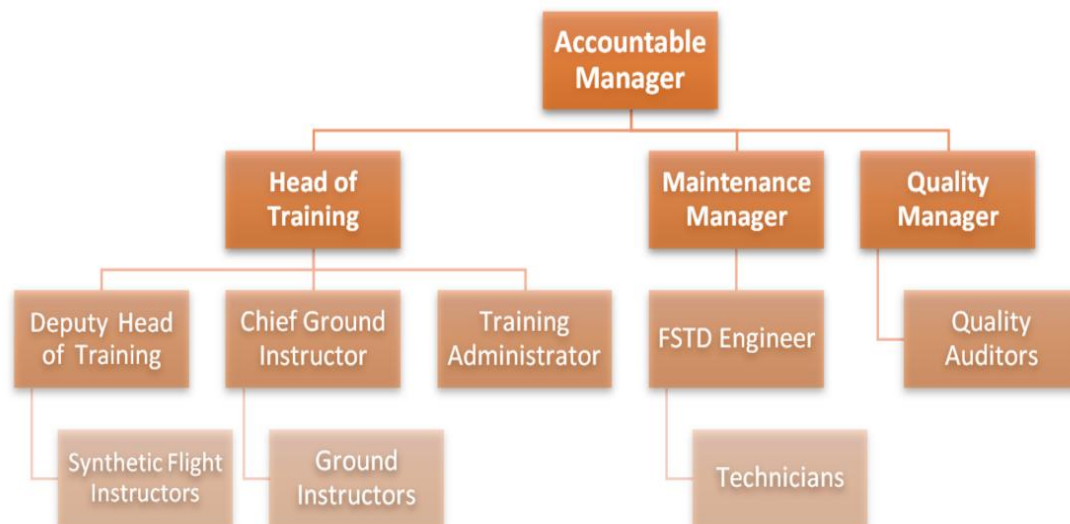 Accountable
Manager
Head of
Training
Maintenance
Manager
Quality
Manager
Deputy Head
of Training
Chief Ground
Instructor
Training
Administrator
FSTD Engineer
Quality
Auditors
Synthetic Flight
Instructors
Ground
Instructors
Technicians